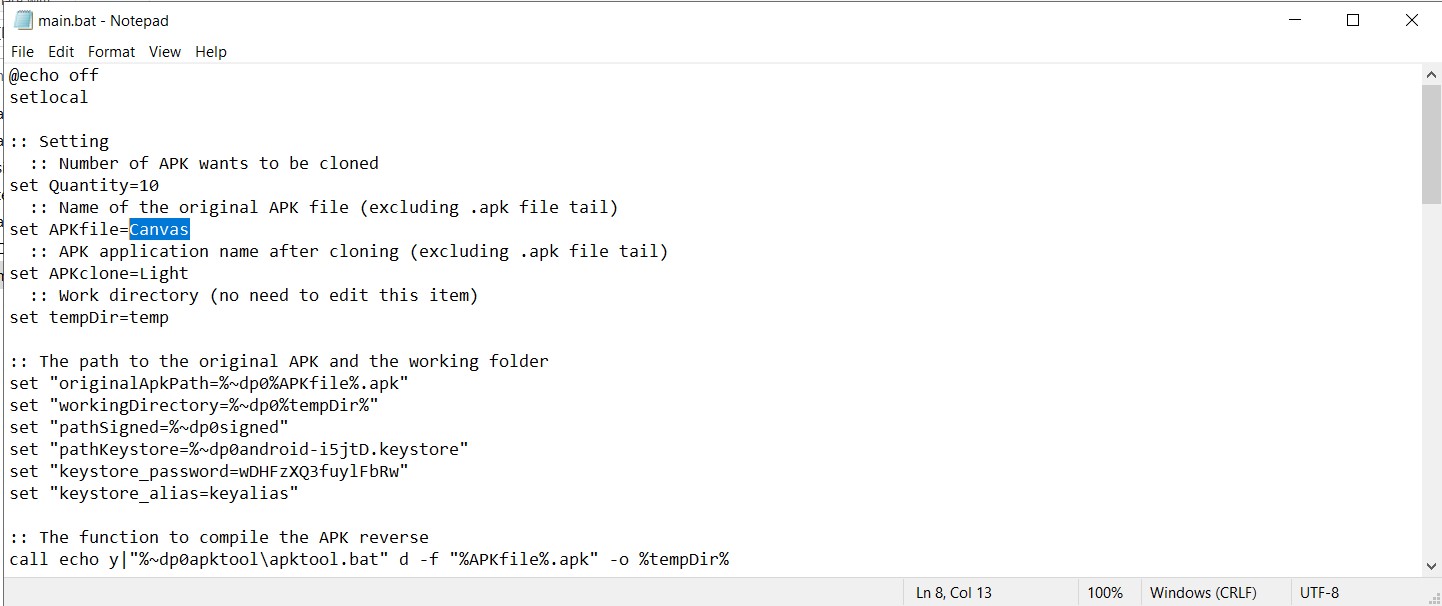 main.bat - Notepad
File Edit Format View Help
@echo off
setlocal
:: Setting
:: Number of APK wants to be cloned
set Quantity=10
:: Name of the original APK file (excluding .apk file tail)
set APKfile=Canvas
:: APK application name after cloning (excluding .apk file tail)
set APKclone=Light
:: Work directory (no need to edit this item)
set tempDir=temp
:: The path to the original APK and the working folder
set "originalApkPath=%~dp0%APKfile%.apk"
set "workingDirectory=%~dp0%tempDir%"
set "pathSigned=%~dp0signed"
set "pathKeystore=%~dp0android-i5jtD.keystore"
set "keystore_password=wDHFzXQ3fuylFbRw"
set "keystore_alias=keyalias"
:: The function to compile the APK reverse
call echo y|"%~dp0apktool\apktool.bat" d -f "%APKfile%.apk" -o %tempDir%
Ln 8, Col 13 100% Windows (CRLF) UTF-8